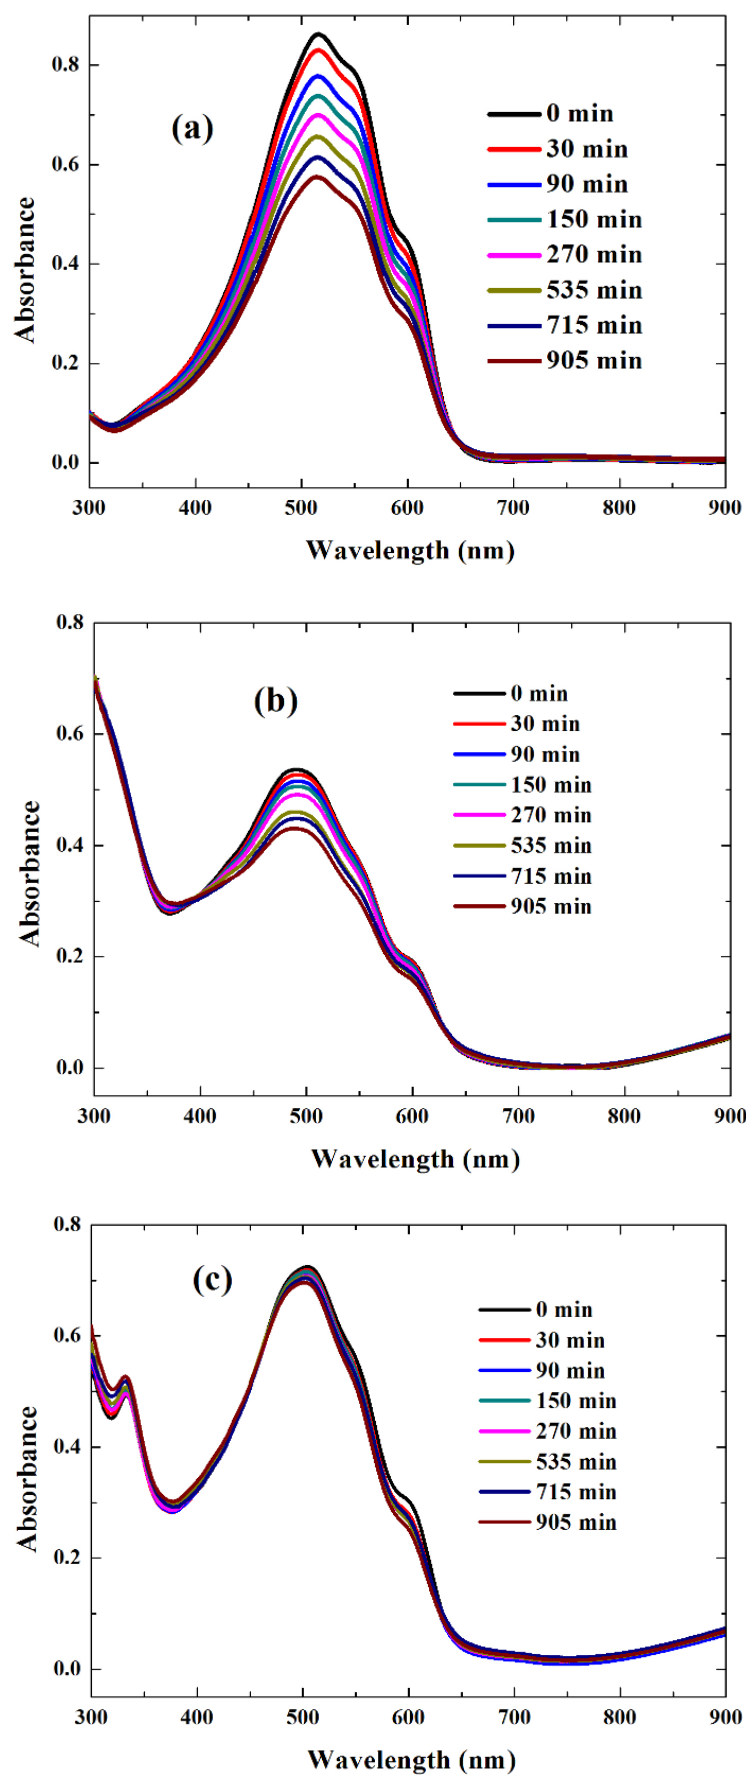 (a)
0 min
30 min
90 min
150 min
270 min
535 min
715 min
905 min
0.8
0.6
0.4
0.2
0.0
Absorbance
300 400 500 600 700 800 900
Wavelength (nm)
(b)
0 min
30 min
90 min
150 min
270 min
535 min
715 min
905 min
0.8
0.6
0.4
0.2
0.0
Absorbance
300 400 500 600 700 800 900
Wavelength (nm)
(c)
0 min
30 min
90 min
150 min
270 min
535 min
715 min
905 min
0.8
0.6
0.4
0.2
0.0
Absorbance
300 400 500 600 700 800 900
Wavelength (nm)